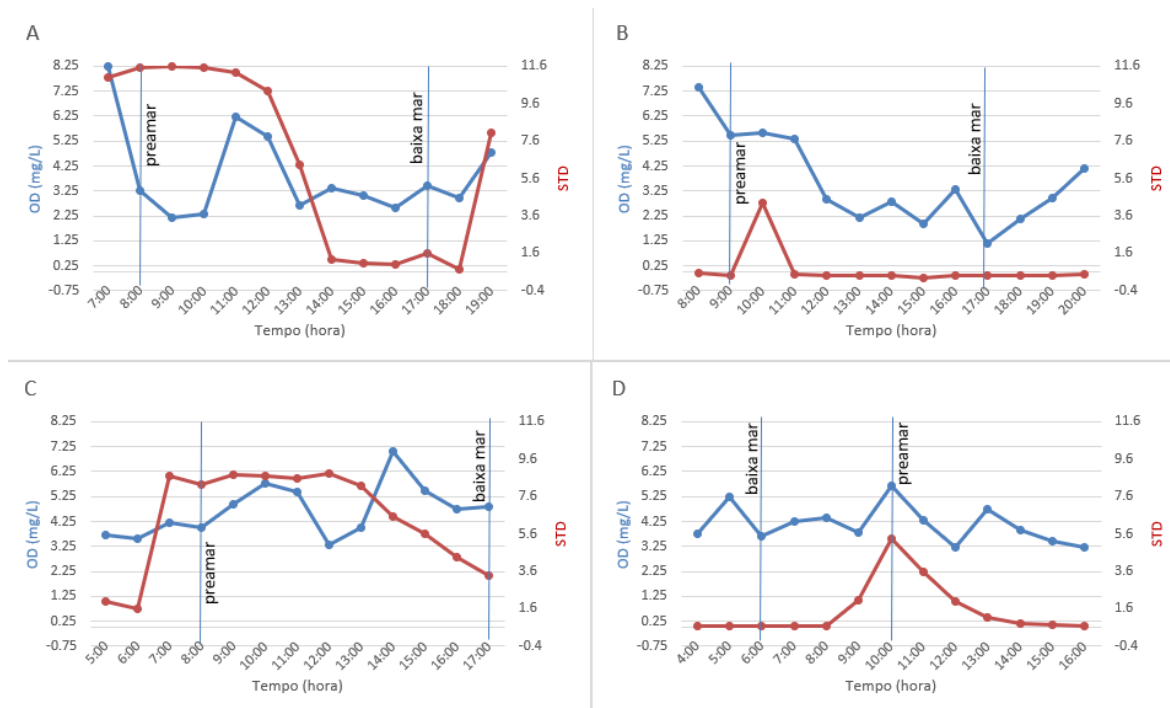 A
8.25
7.25
6.25
5.25
4.25
3.25
2.25
1.25
0.25
-0.75
OD (mg/L)
preamar
baixa mar
11.6
9.6
7.6
5.6
3.6
1.6
-0.4
STD
7:00 8:00 9:00 10:00 11:00 12:00 13:00 14:00 15:00 16:00 17:00 18:00 19:00
Tempo (hora)
B
8.25
7.25
6.25
5.25
4.25
3.25
2.25
1.25
0.25
-0.75
OD (mg/L)
preamar
baixa mar
11.6
9.6
7.6
5.6
3.6
1.6
-0.4
STD
8:00 9:00 10:00 11:00 12:00 13:00 14:00 15:00 16:00 17:00 18:00 19:00 20:00
Tempo (hora)
C
8.25
7.25
6.25
5.25
4.25
3.25
2.25
1.25
0.25
-0.75
OD (mg/L)
preamar
baixa mar
11.6
9.6
7.6
5.6
3.6
1.6
-0.4
STD
5:00 6:00 7:00 8:00 9:00 10:00 11:00 12:00 13:00 14:00 15:00 16:00 17:00
Tempo (hora)
D
8.25
7.25
6.25
5.25
4.25
3.25
2.25
1.25
0.25
-0.75
OD (mg/L)
baixa mar
preamar
11.6
9.6
7.6
5.6
3.6
1.6
-0.4
STD
4:00 5:00 6:00 7:00 8:00 9:00 10:00 11:00 12:00 13:00 14:00 15:00 16:00
Tempo (hora)